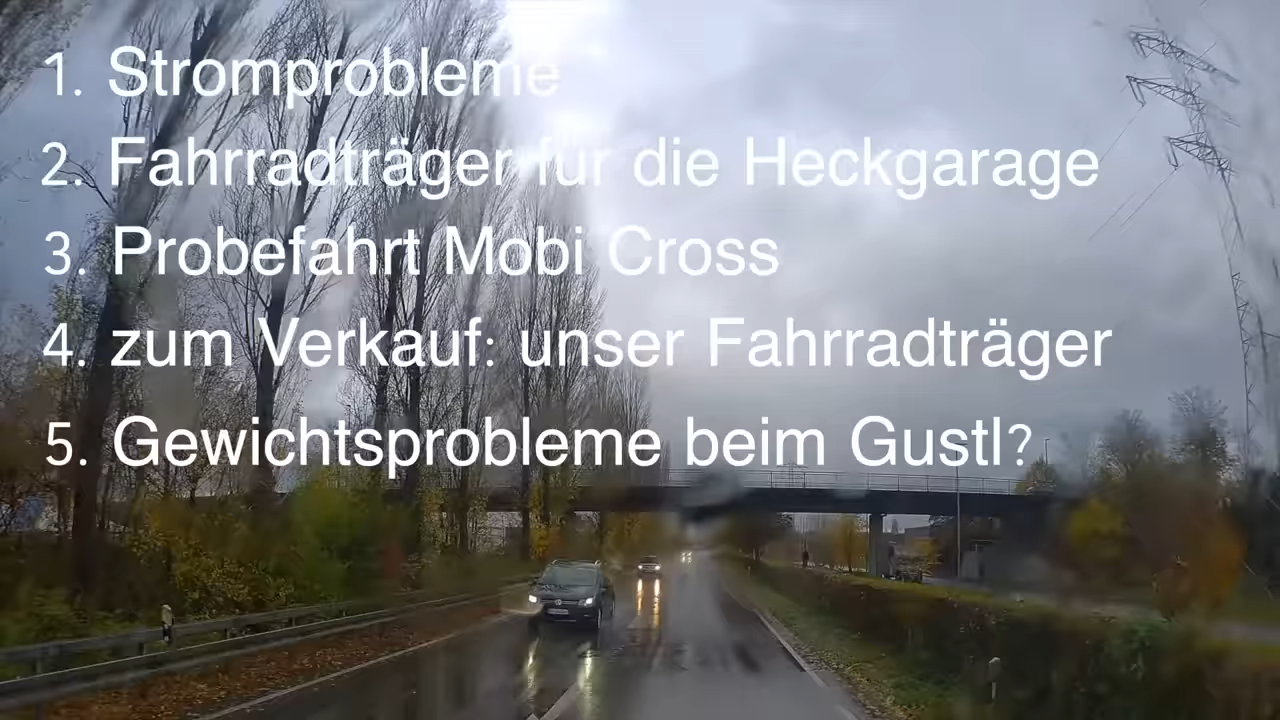 1. Stromprobleme
2. Fahrradträger für die Heckgarage
3. Probefahrt Mobi Cross
4. zum Verkauf: unser Fahrradträger
5. Gewichtsprobleme beim Gustl?